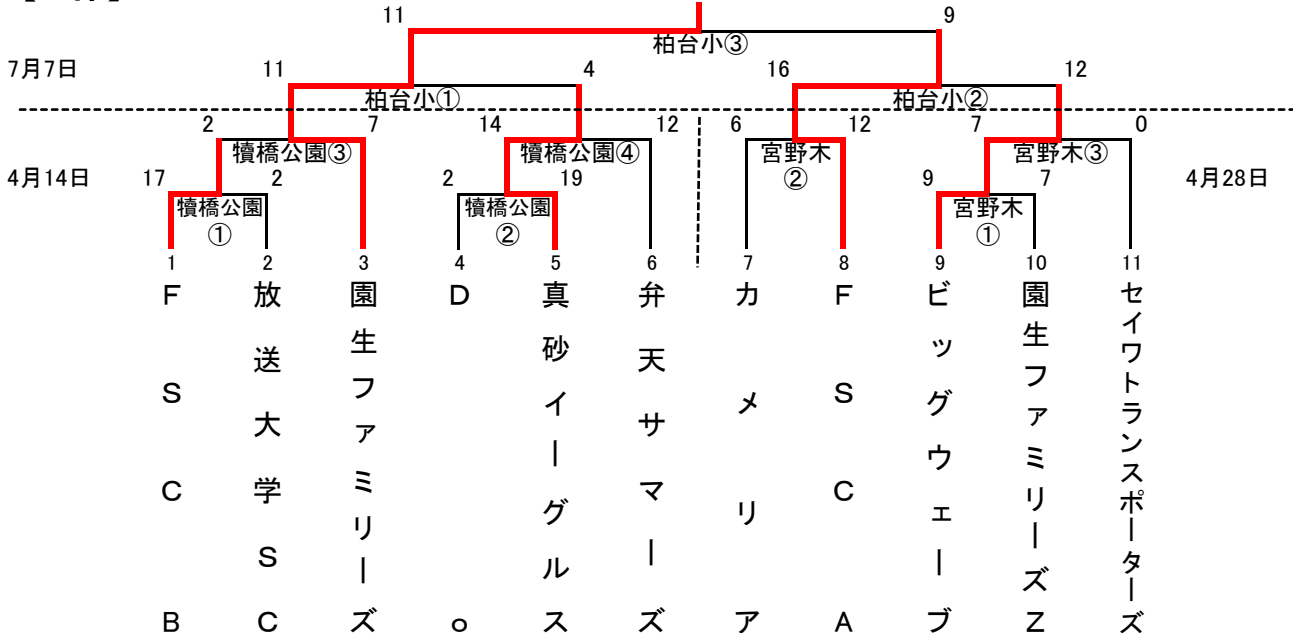 11 9
柏台小③
7月7日 11 4 16 12
柏台小① 柏台小②
2 7 14 12 6 12 7 0
犢橋公園③ 犢橋公園④ 宮野木② 宮野木③
4月14日 17 2 2 19 9 7 4月28日
犢橋公園① 犢橋公園② 宮野木①
1 2 3 4 5 6 7 8 9 10 11
FSCB
放送大学SC
園生ファミリーズ
Do
真砂イーグルス
弁天サマーズ
カメリア
FSCA
ビッグウェーブ
園生ファミリーズZ
セイワトランスポーターズ